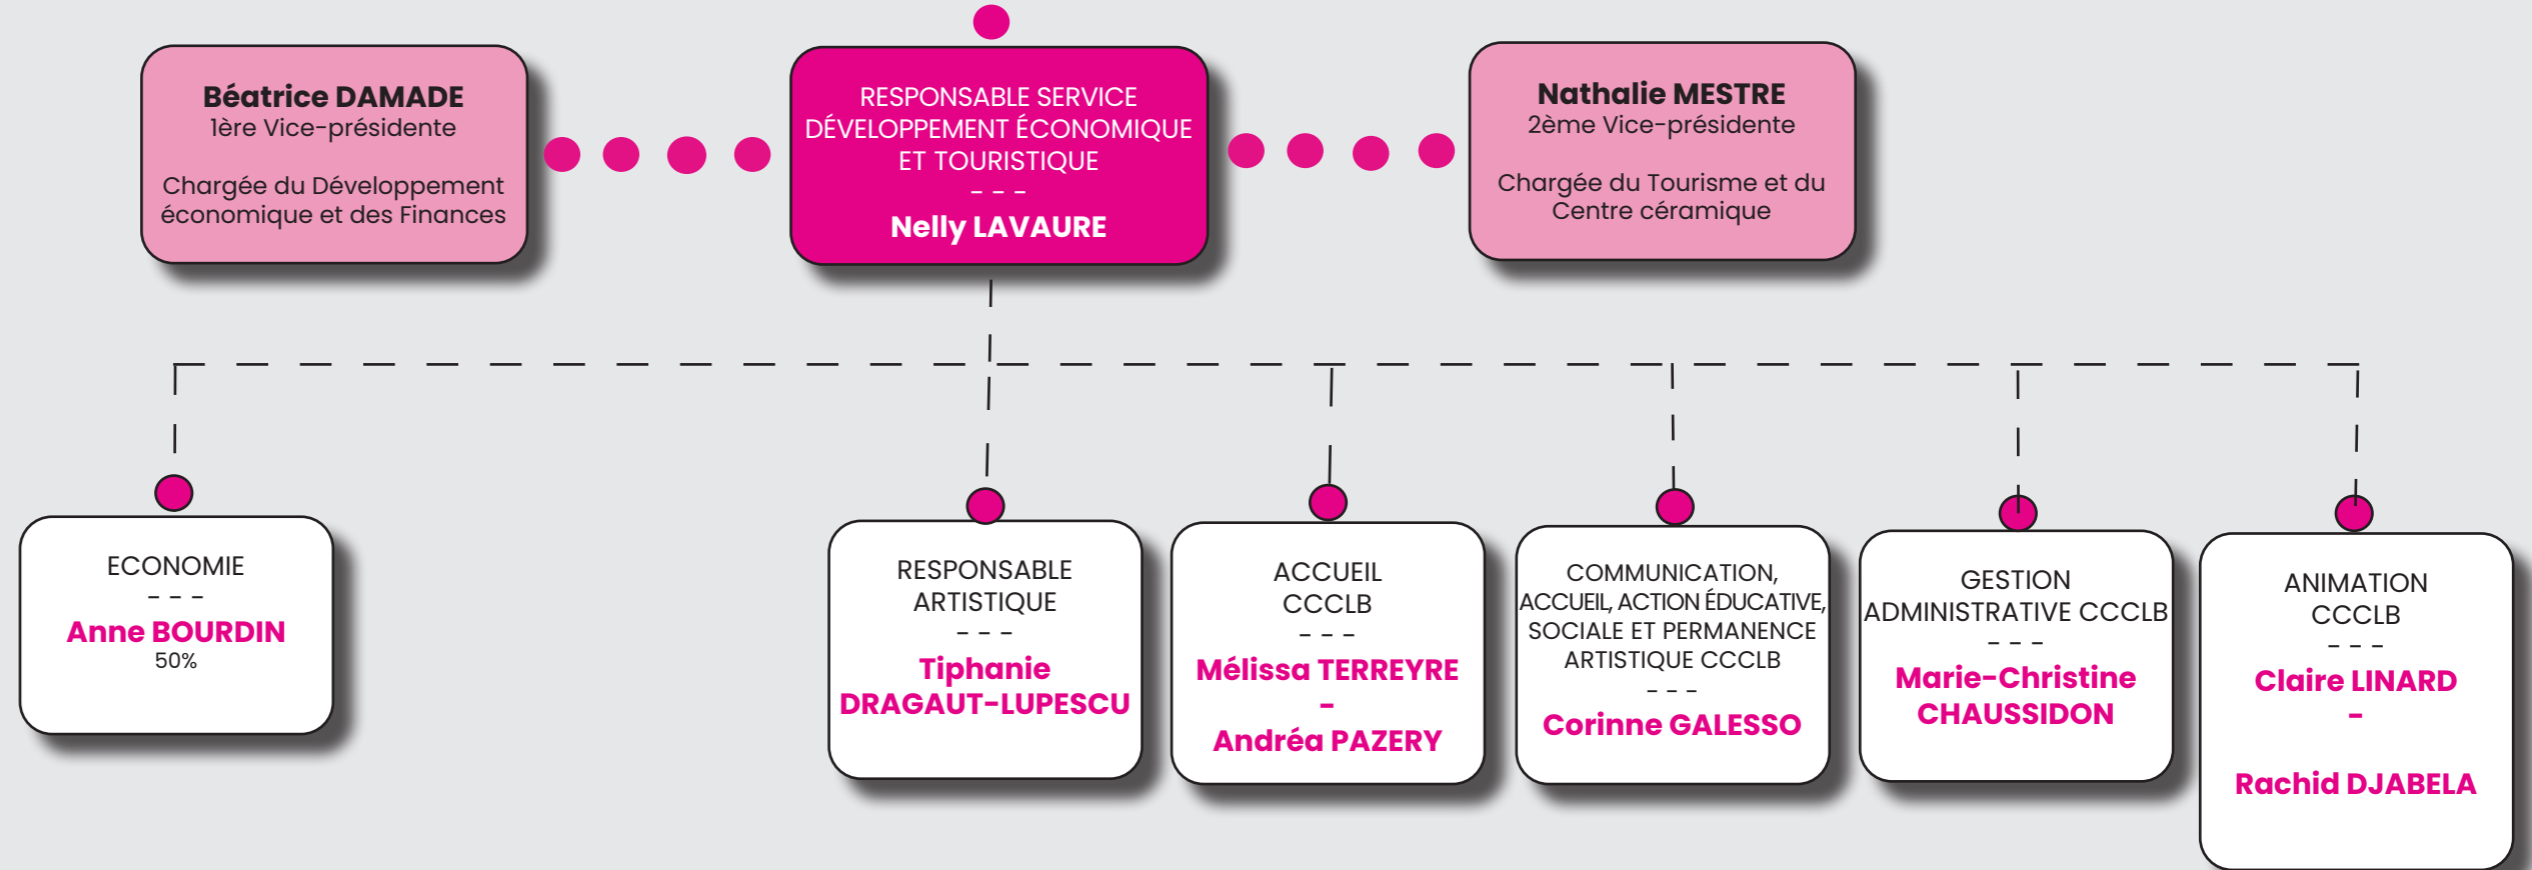 Béatrice DAMADE
1ère Vice-présidente
Chargée du Développement
économique et des Finances
RESPONSABLE SERVICE
DÉVELOPPEMENT ÉCONOMIQUE
ET TOURISTIQUE
- - -
Nelly LAVAURE
Nathalie MESTRE
2ème Vice-présidente
Chargée du Tourisme et du
Centre céramique
ECONOMIE
- - -
Anne BOURDIN
50%
RESPONSABLE
ARTISTIQUE
- - -
Tiphanie
DRAGAUT-LUPESCU
ACCUEIL
CCCLB
- - -
Mélissa TERREYRE
-
Andréa PAZERY
COMMUNICATION,
ACCUEIL, ACTION ÉDUCATIVE,
SOCIALE ET PERMANENCE
ARTISTIQUE CCCLB
- - -
Corinne GALESSO
GESTION
ADMINISTRATIVE CCCLB
- - -
Marie-Christine
CHAUSSIDON
ANIMATION
CCCLB
- - -
Claire LINARD
-
Rachid DJABELA